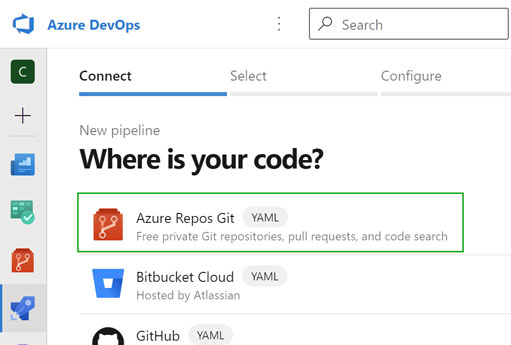 Azure DevOps
Search
C
Connect Select Configure
New pipeline
Where is your code?
Azure Repos Git YAML
Free private Git repositories, pull requests, and code search
Bitbucket Cloud YAML
Hosted by Atlassian
GitHub YAML